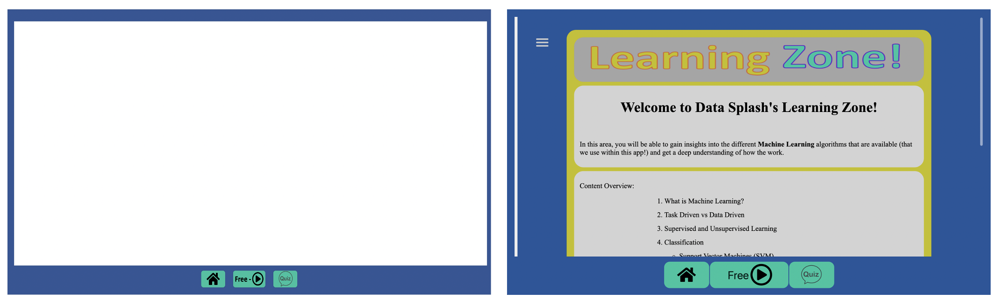 Free -
Quiz
Learning Zone!
Welcome to Data Splash's Learning Zone!
In this area, you will be able to gain insights into the different Machine Learning algorithms that are available (that
we use within this app!) and get a deep understanding of how the work.
Content Overview:
1. What is Machine Learning?
2. Task Driven vs Data Driven
3. Supervised and Unsupervised Learning
4. Classification
○ Support Vector Machines (SVM)
Free
Quiz